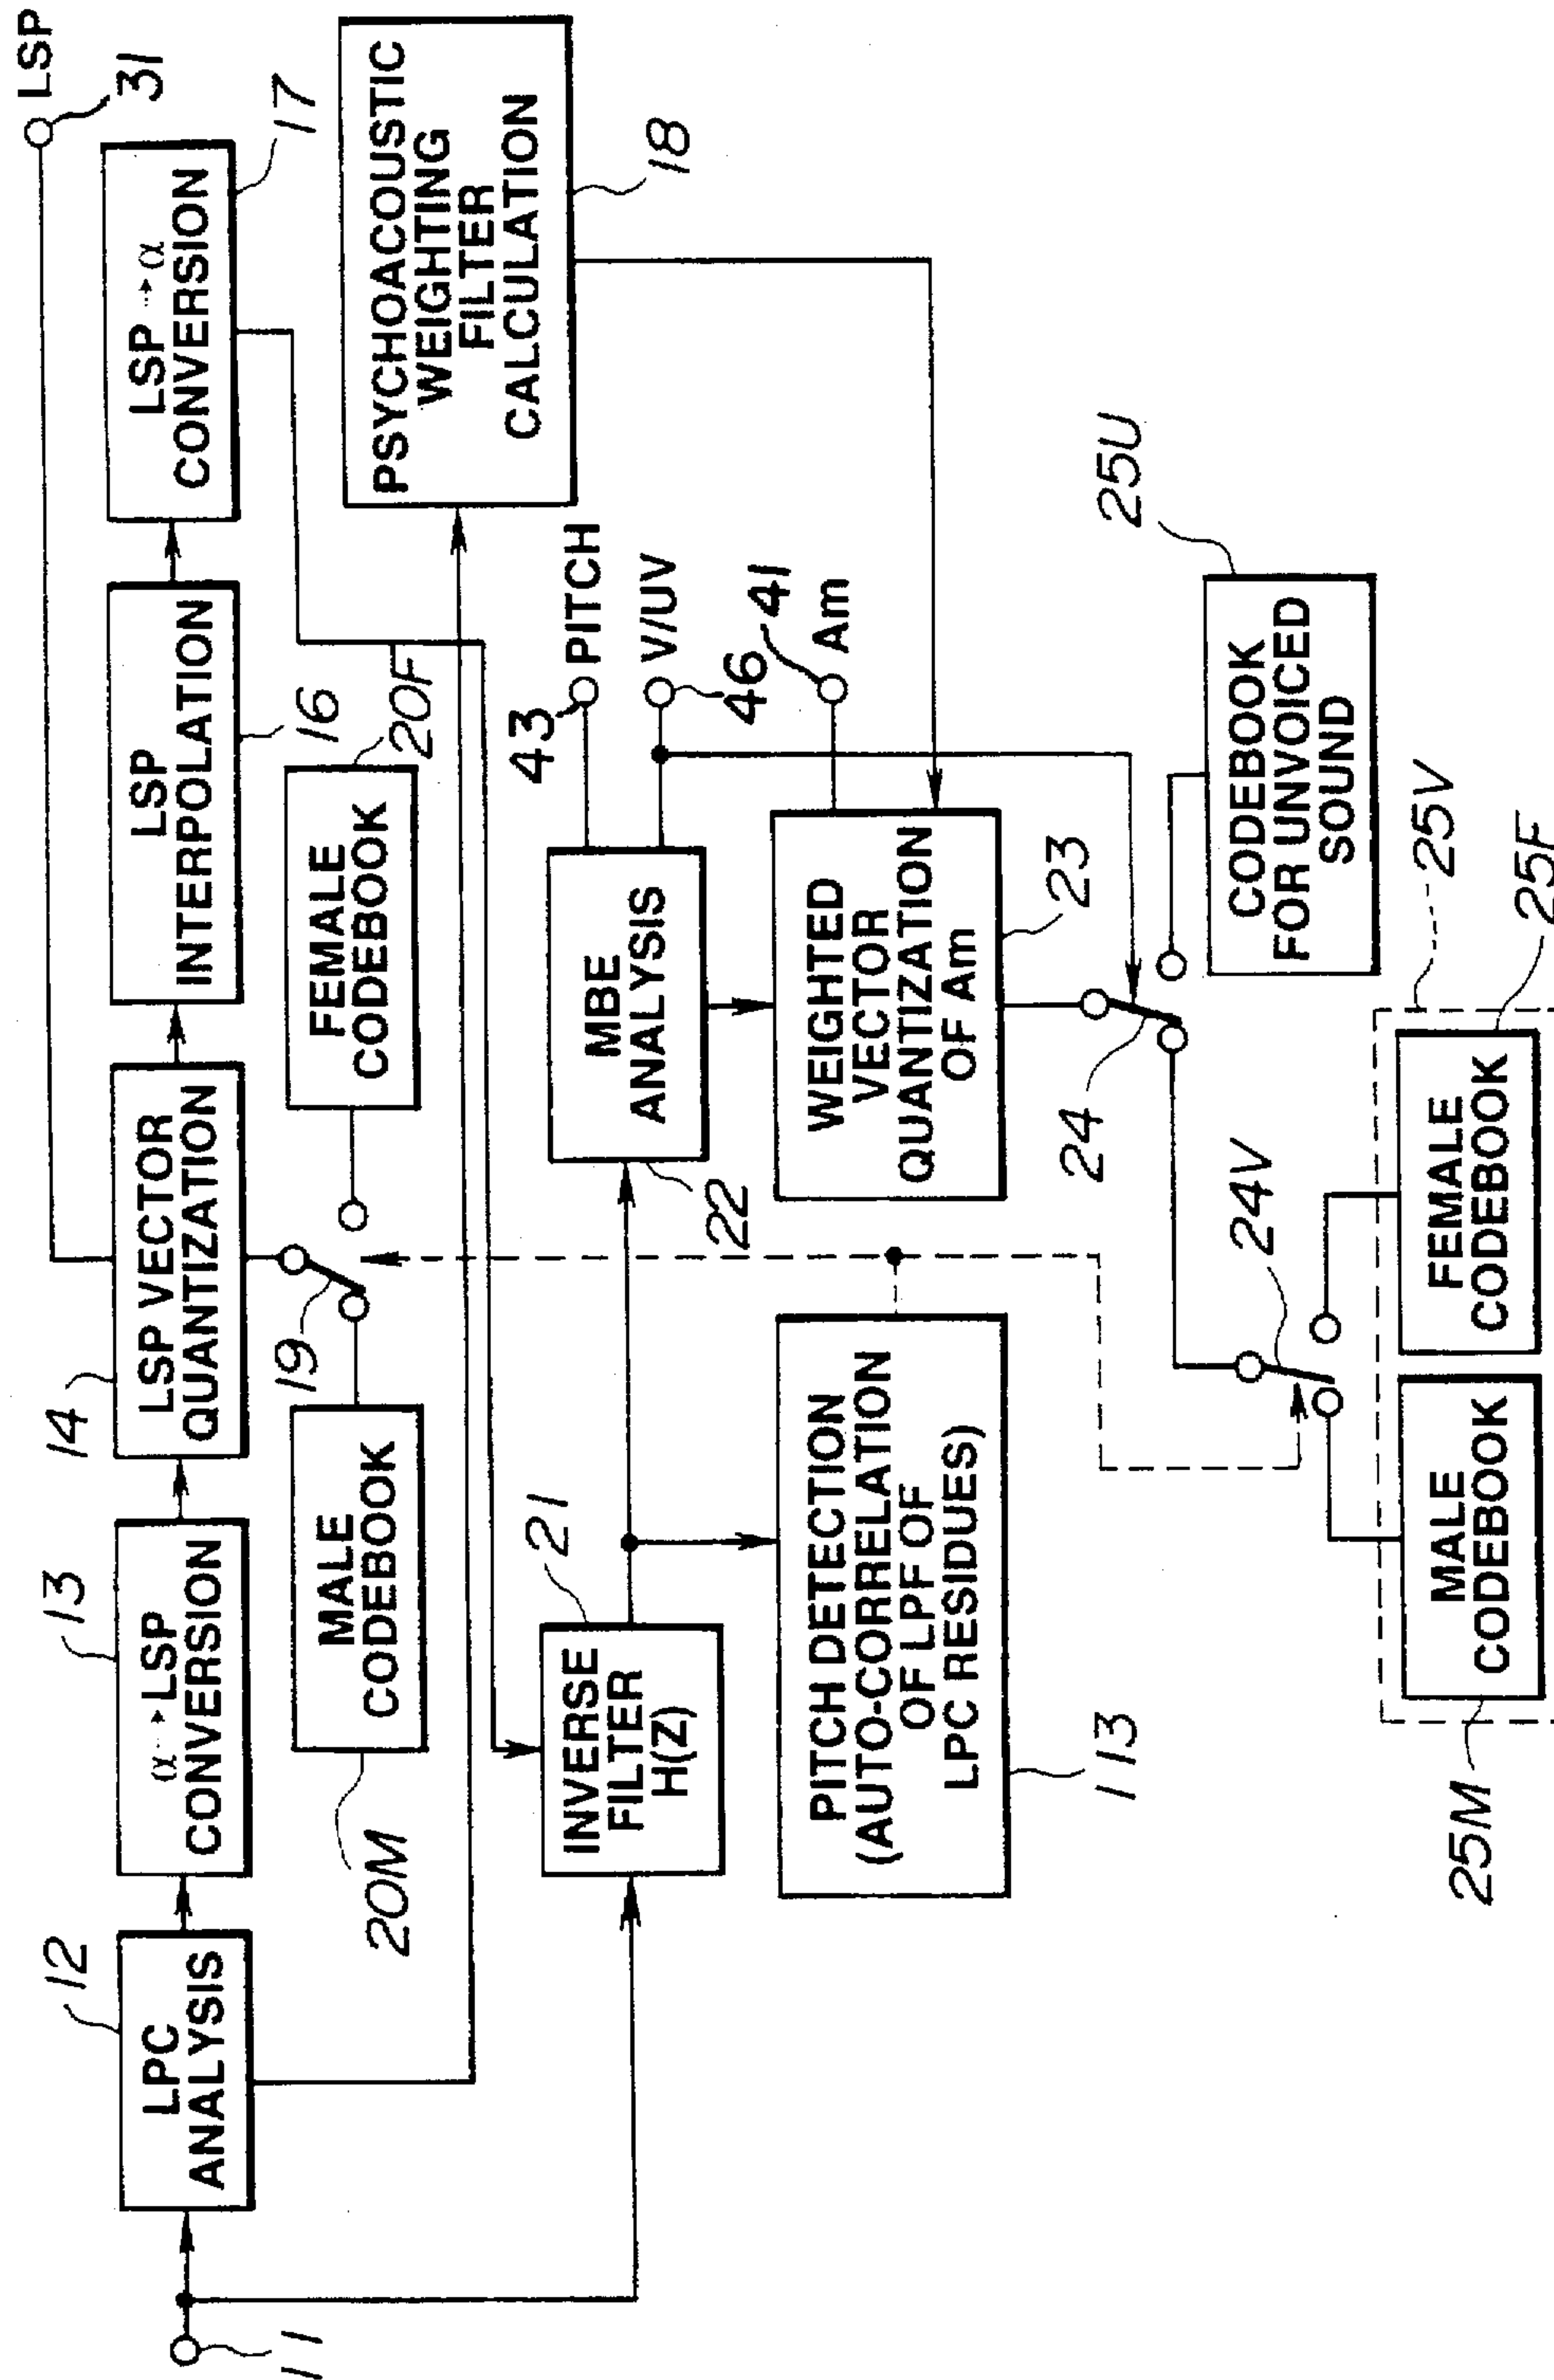 11
12
LPC
ANALYSIS
13
α→LSP
CONVERSION
14
LSP VECTOR
QUANTIZATION
LSP
INTERPOLATION
16
LSP→α
CONVERSION
17
LSP
31
20M
MALE
CODEBOOK
19
FEMALE
CODEBOOK
20F
PSYCHOACOUSTIC
WEIGHTING
FILTER
CALCULATION
18
INVERSE
FILTER
H(Z)
21
22
MBE
ANALYSIS
43
PITCH
V/UV
46
41
Am
PITCH DETECTION
(AUTO-CORRELATION
OF LPF OF
LPC RESIDUES)
113
WEIGHTED
VECTOR
QUANTIZATION
OF Am
23
24
24V
CODEBOOK
FOR UNVOICED
SOUND
25U
25V
25M
MALE
CODEBOOK
FEMALE
CODEBOOK
25F